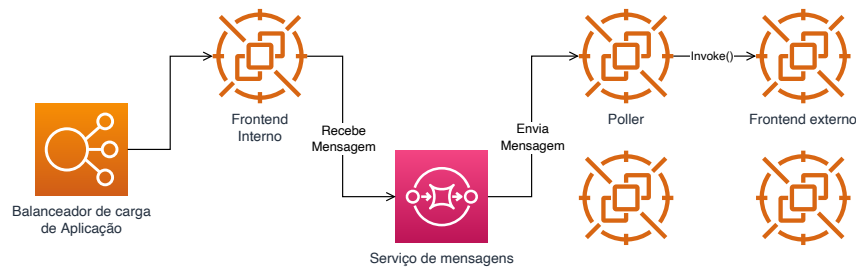 Balanceador de carga
de Aplicação
Frontend
Interno
Recebe
Mensagem
Serviço de mensagens
Envia
Mensagem
Poller
Invoke()
Frontend externo